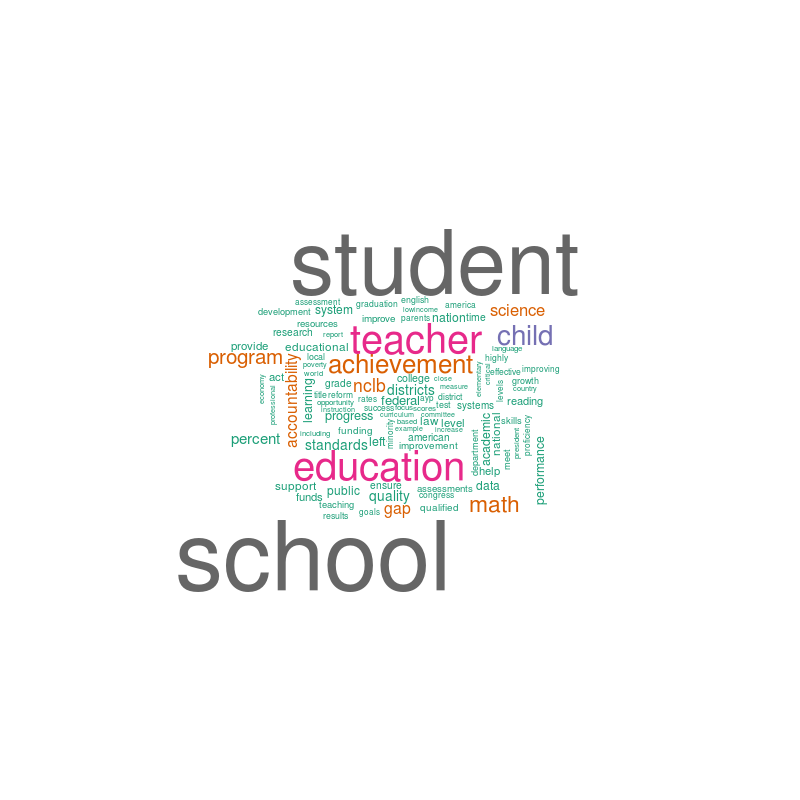 student
assessment
graduation
english
america
development
system
lowincome
science
resources
improve
parents
nation
time
research
report
teacher
child
provide
educational
language
program
local
achievement
highly
poverty
effective
improving
economy
act
world
grade
nclb
college
close
elementary
critical
growth
professional
accountability
learning
title
reform
districts
measure
levels
country
opportunity
rates
federal
ayp
district
reading
instruction
success
focus
scores
test
systems
progress
curriculum
committee
skills
based
law
level
percent
including
funding
minority
example
increase
academic
national
president
proficiency
standards
left
american
improvement
department
meet
performance
education
help
support
public
ensure
assessments
data
funds
quality
congress
teaching
gap
qualified
math
results
goals
school